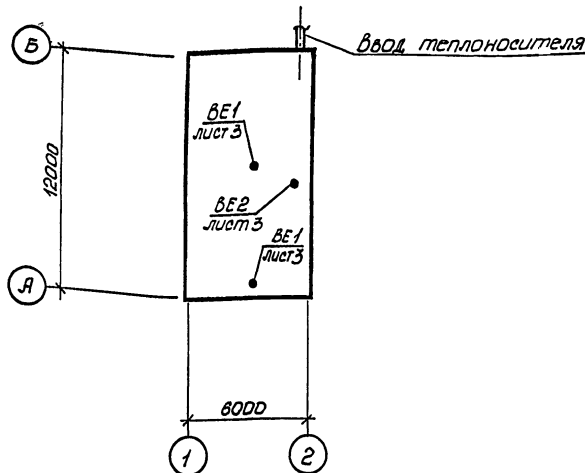 Б
Ввод теплоносителя
ВЕ1
лист 3
12000
ВЕ2
лист 3
ВЕ1
лист 3
А
6000
1
2